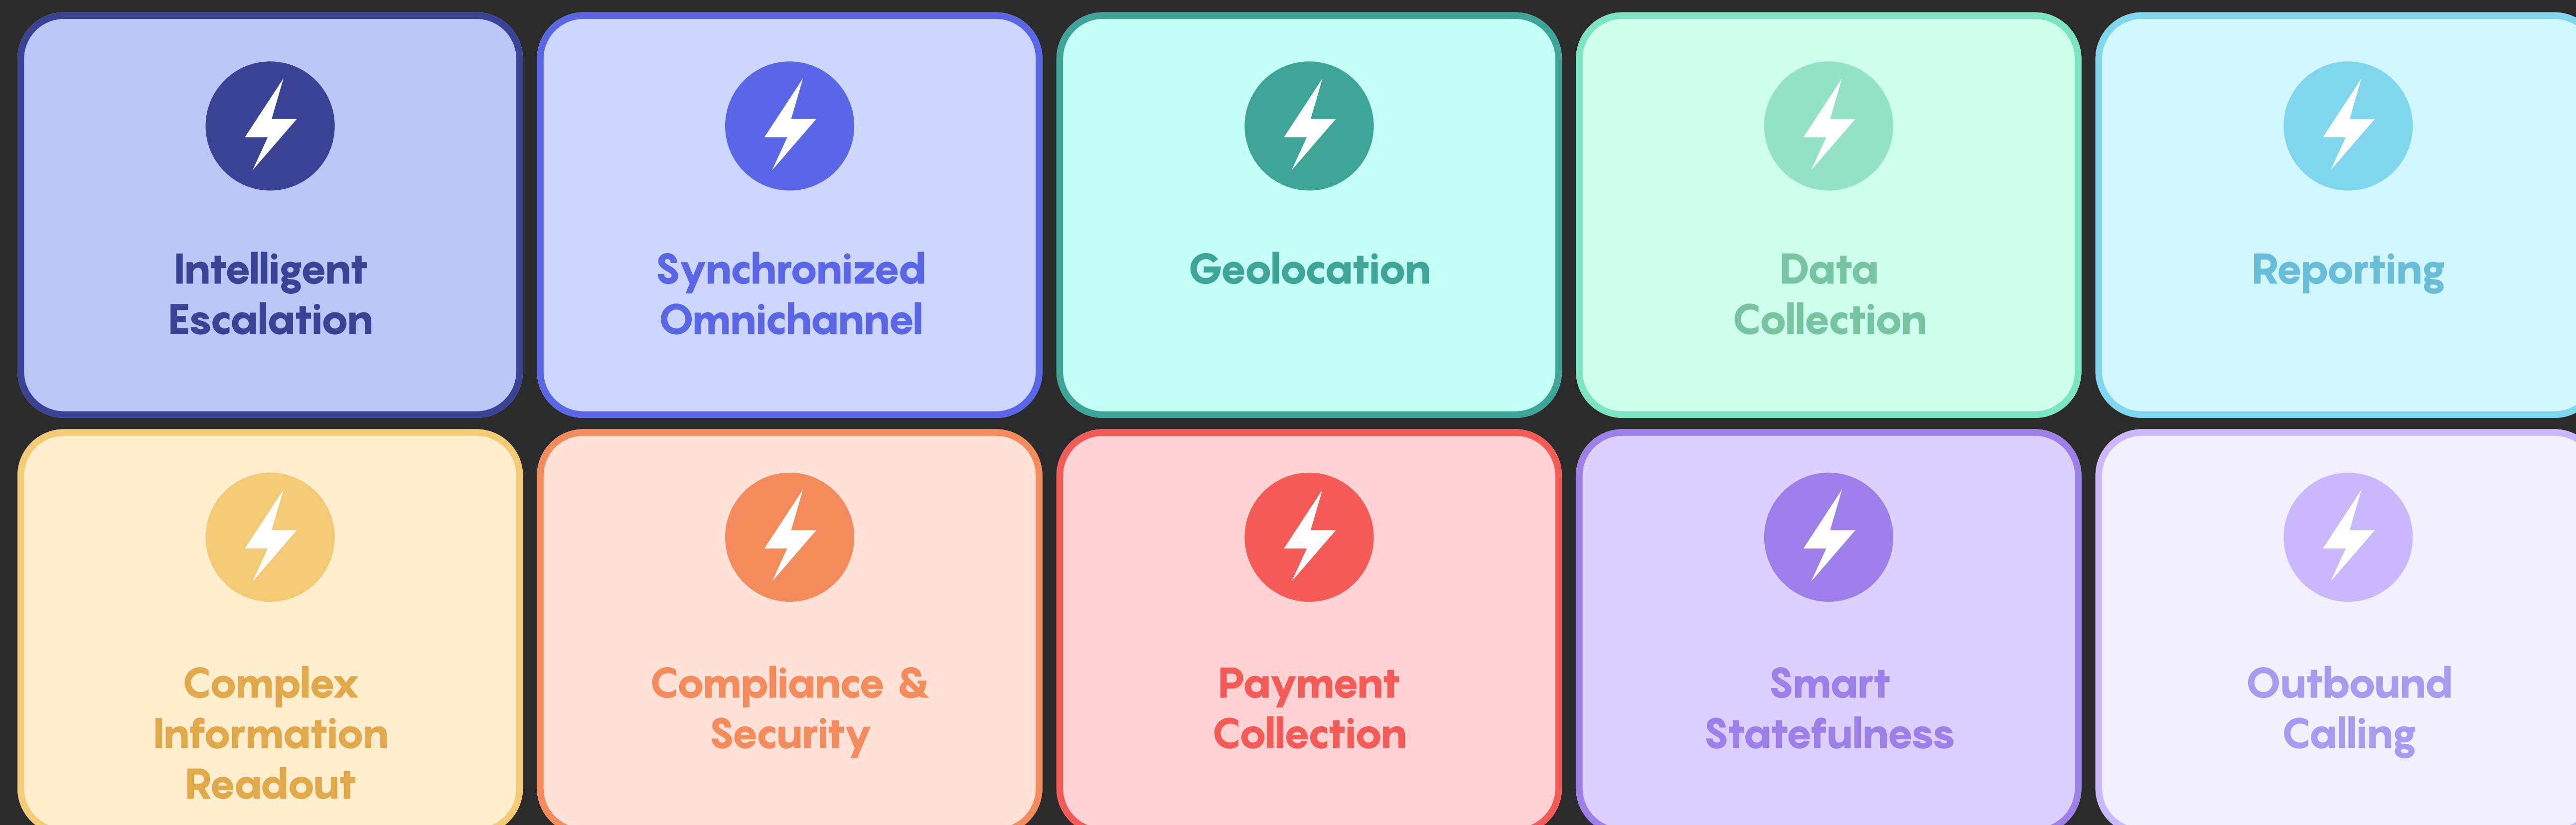 Intelligent
Escalation
Synchronized
Omnichannel
Geolocation
Data
Collection
Reporting
Complex
Information
Readout
Compliance &
Security
Payment
Collection
Smart
Statefulness
Outbound
Calling